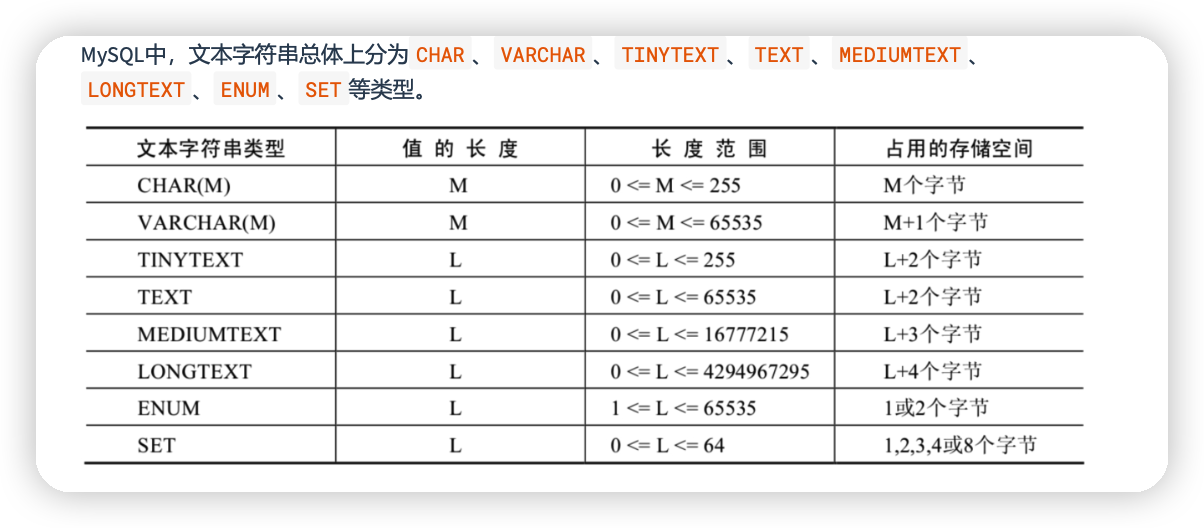 MySQL中，文本字符串总体上分为 CHAR 、 VARCHAR 、 TINYTEXT 、 TEXT 、 MEDIUMTEXT 、
LONGTEXT 、 ENUM 、 SET 等类型。
文本字符串类型 值 的 长 度 长 度 范 围 占用的存储空间
CHAR(M) M 0 <= M <= 255 M个字节
VARCHAR(M) M 0 <= M <= 65535 M+1个字节
TINYTEXT L 0 <= L <= 255 L+2个字节
TEXT L 0 <= L <= 65535 L+2个字节
MEDIUMTEXT L 0 <= L <= 16777215 L+3个字节
LONGTEXT L 0 <= L <= 4294967295 L+4个字节
ENUM L 1 <= L <= 65535 1或2个字节
SET L 0 <= L <= 64 1,2,3,4或8个字节